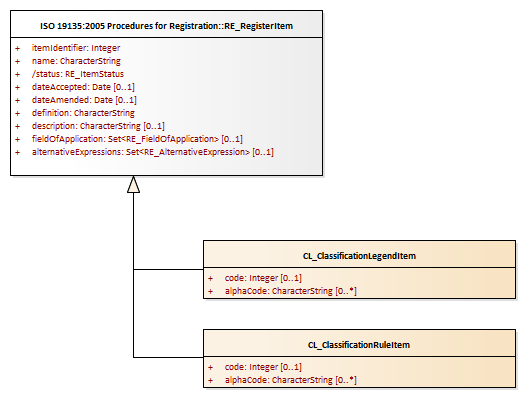 ISO 19135:2005 Procedures for Registration::RE_RegisterItem
+ itemIdentifier: Integer
+ name: CharacterString
+ /status: RE_ItemStatus
+ dateAccepted: Date [0..1]
+ dateAmended: Date [0..1]
+ definition: CharacterString
+ description: CharacterString [0..1]
+ fieldOfApplication: Set<RE_FieldOfApplication> [0..1]
+ alternativeExpressions: Set<RE_AlternativeExpression> [0..1]
CL_ClassificationLegendItem
+ code: Integer [0..1]
+ alphaCode: CharacterString [0..*]
CL_ClassificationRuleItem
+ code: Integer [0..1]
+ alphaCode: CharacterString [0..*]